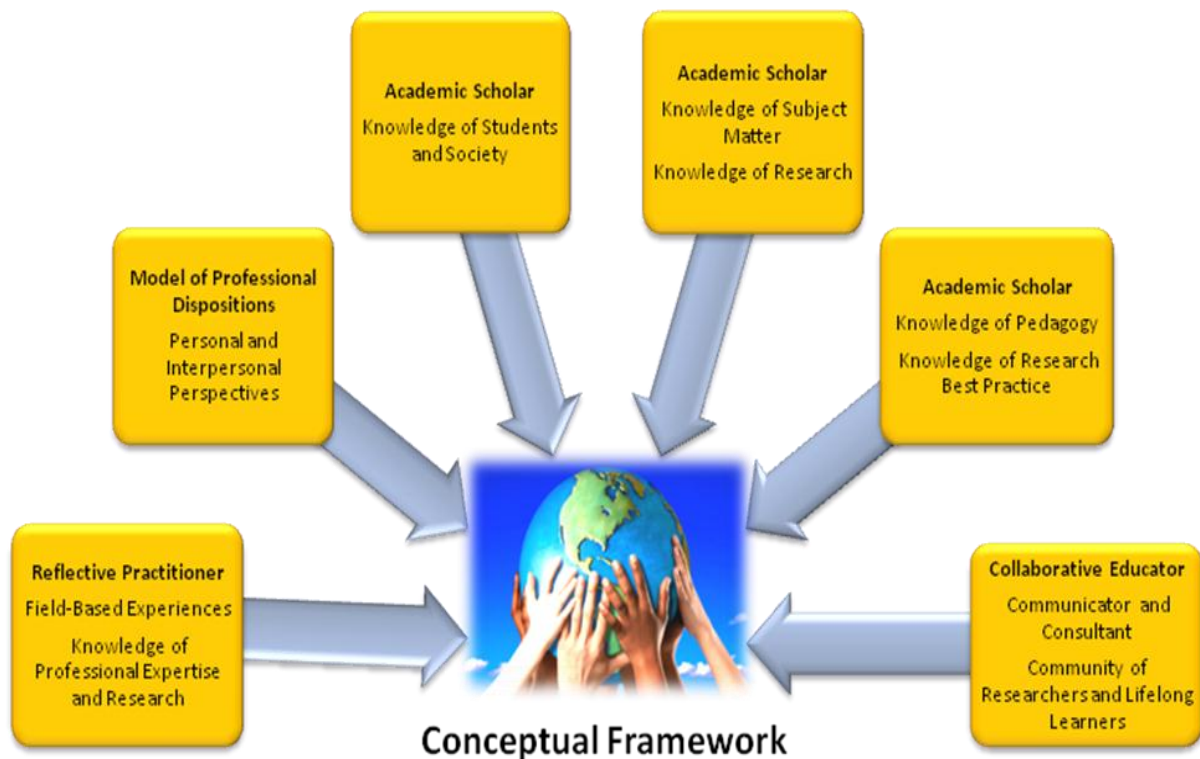 Academic Scholar
Knowledge of Students
and Society
Academic Scholar
Knowledge of Subject
Matter
Knowledge of Research
Model of Professional
Dispositions
Personal and
Interpersonal
Perspectives
Academic Scholar
Knowledge of Pedagogy
Knowledge of Research
Best Practice
Reflective Practitioner
Field-Based Experiences
Knowledge of
Professional Expertise
and Research
Collaborative Educator
Communicator and
Consultant
Community of
Researchers and Lifelong
Learners
Conceptual Framework